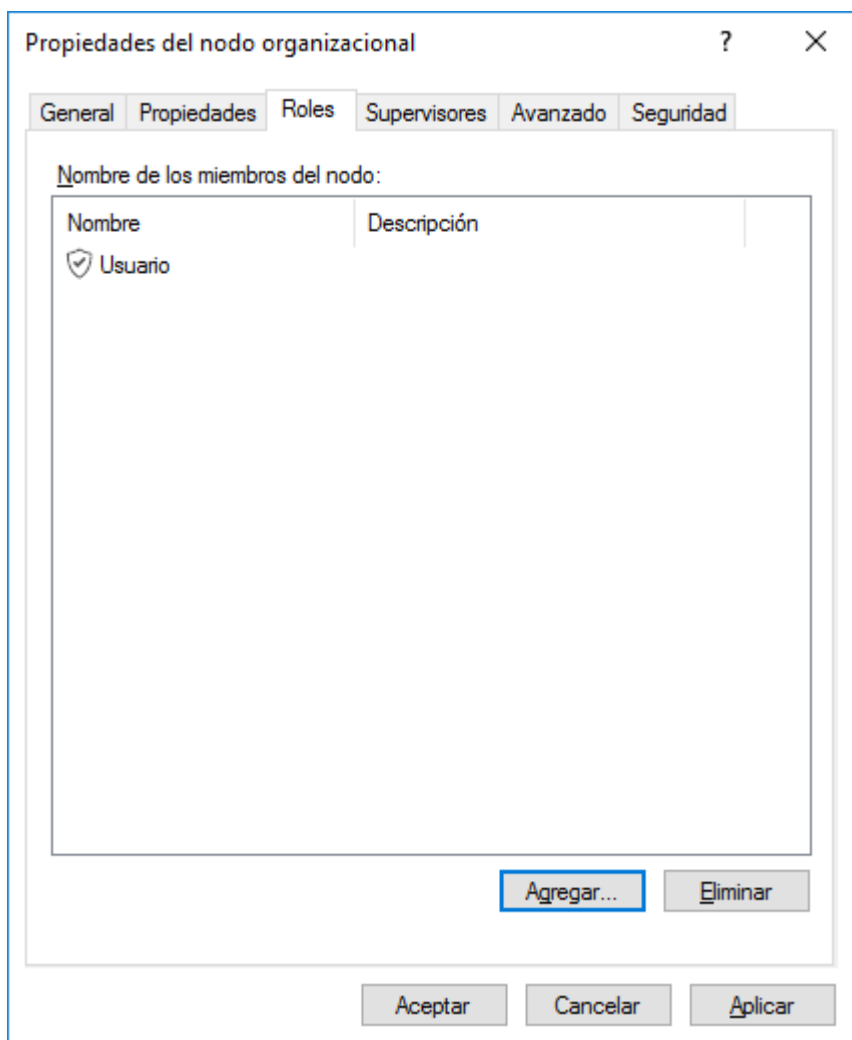 Propiedades del nodo organizacional ?
General Propiedades Roles Supervisores Avanzado Seguridad
Nombre de los miembros del nodo:
Nombre Descripción
Usuario
Agregar... Eliminar
Aceptar Cancelar Aplicar